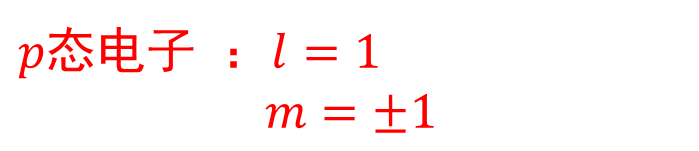 p态电子 ：l = 1
m = ±1